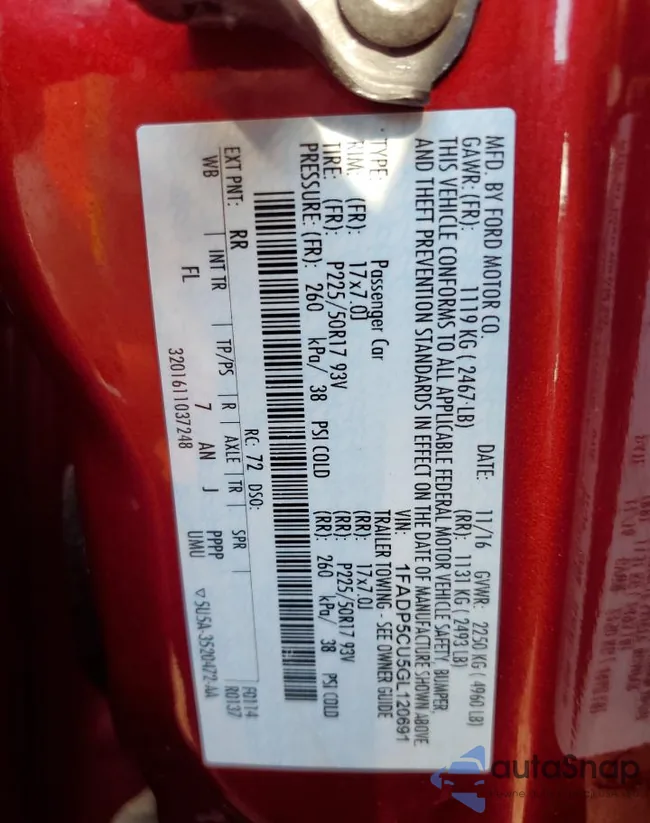 MFD. BY FORD MOTOR CO. DATE: 11/16 GVWR: 2250 KG ( 4960 LB)
GAWR: (FR): 1119 KG ( 2467 LB) (RR): 1131 KG ( 2493 LB)
THIS VEHICLE CONFORMS TO ALL APPLICABLE FEDERAL MOTOR VEHICLE SAFETY, BUMPER,
AND THEFT PREVENTION STANDARDS IN EFFECT ON THE DATE OF MANUFACTURE SHOWN ABOVE.
VIN: 1FADP5CU5GL120691
TYPE: Passenger Car TRAILER TOWING - SEE OWNER GUIDE
RIM: (FR): 17x7.0J (RR): 17x7.0J
TIRE: (FR): P225/50R17 93V (RR): P225/50R17 93V
PRESSURE: (FR): 260 kPa/ 38 PSI COLD (RR): 260 kPa/ 38 PSI COLD
EXT PNT: RR RC: 72 DSO: F0114
WB INT TR TP/PS R AXLE TR SPR R0137
FL 7 AN J PPPP
UMU
3201611037248 ▽5U5A-3520472-AA
autoSnap